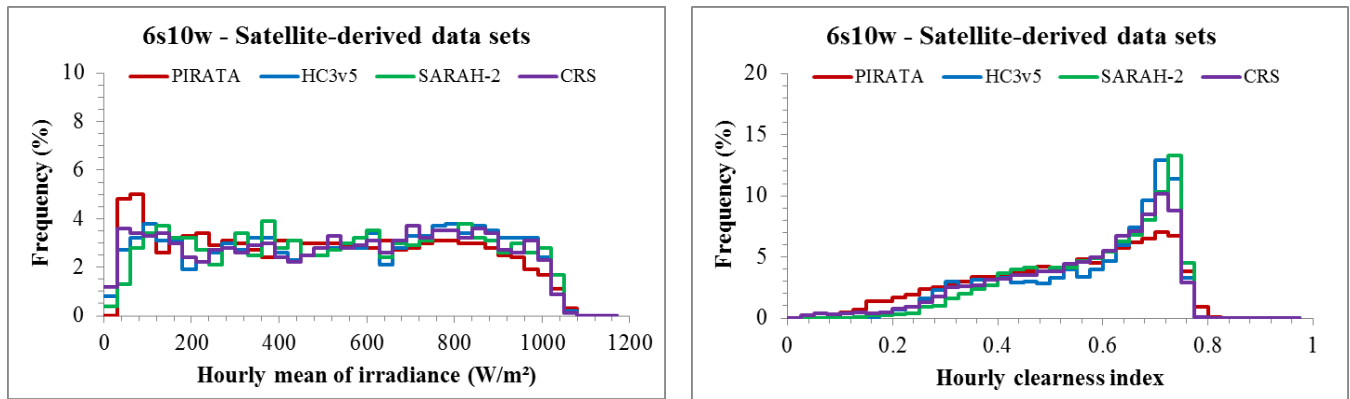 6s10w - Satellite-derived data sets
PIRATA HC3v5 SARAH-2 CRS
Frequency (%)
10
8
6
4
2
0
0 200 400 600 800 1000 1200
Hourly mean of irradiance (W/m²)
6s10w - Satellite-derived data sets
PIRATA HC3v5 SARAH-2 CRS
Frequency (%)
20
15
10
5
0
0 0.2 0.4 0.6 0.8 1
Hourly clearness index